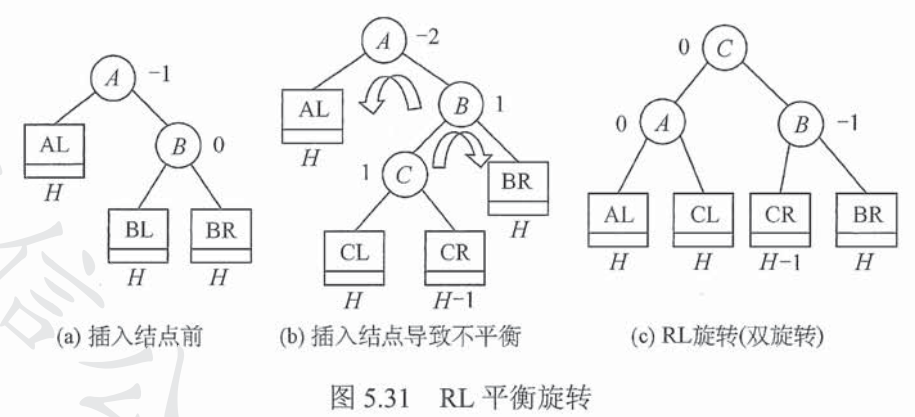 A -1
AL
H
B 0
BL
H
BR
H
(a) 插入结点前
A -2
AL
H
B 1
1 C
BR
H
CL
H
CR
H-1
(b) 插入结点导致不平衡
0 C
0 A
B -1
AL
H
CL
H
CR
H-1
BR
H
(c) RL旋转(双旋转)
图 5.31 RL 平衡旋转